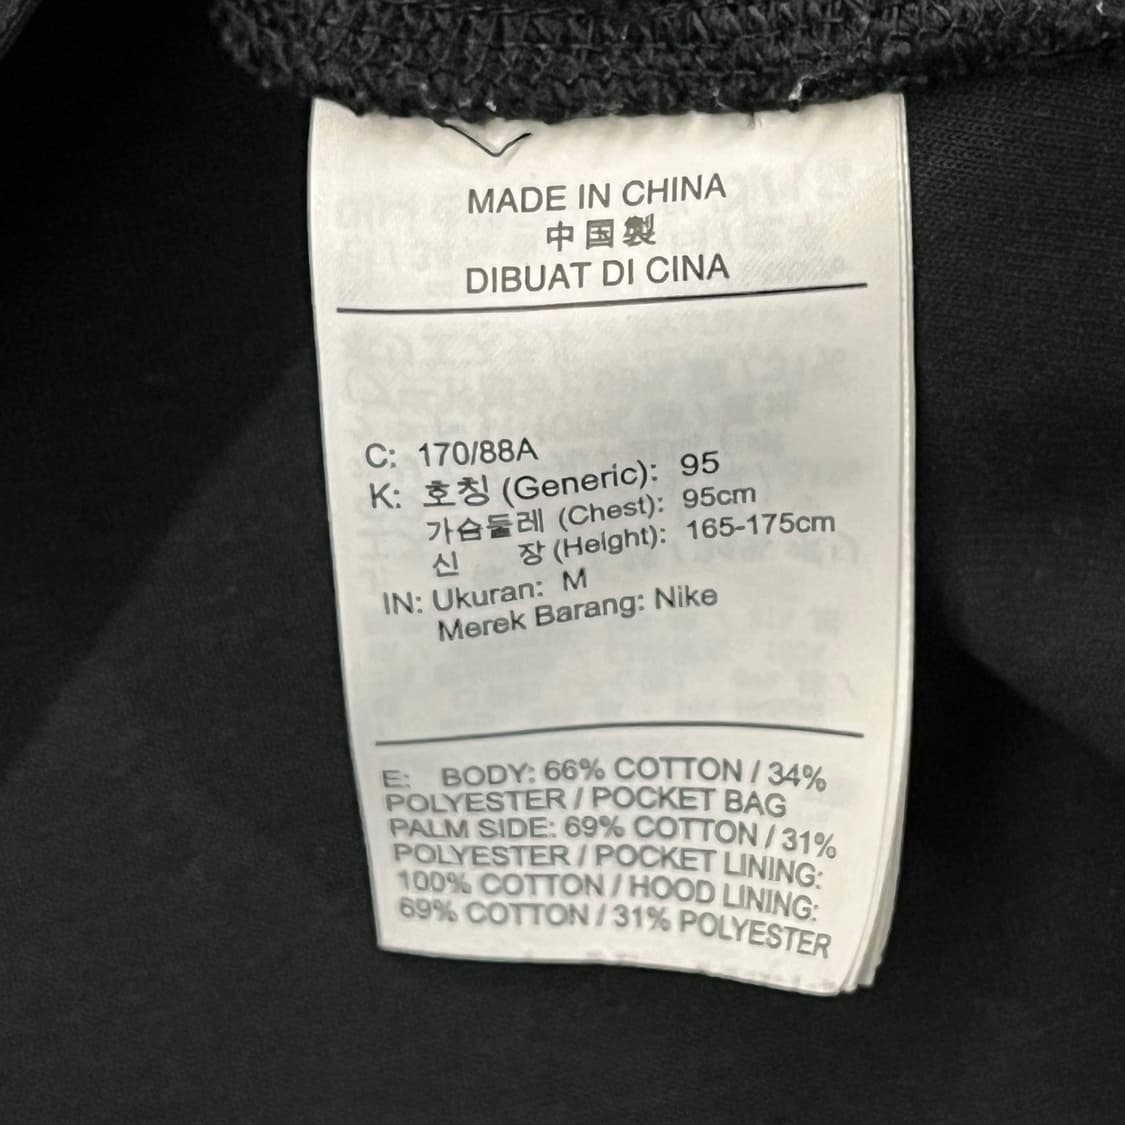 MADE IN CHINA
中国製
DIBUAT DI CINA
C: 170/88A
K: 호칭 (Generic): 95
가슴둘레 (Chest): 95cm
신 장 (Height): 165-175cm
IN: Ukuran: M
Merek Barang: Nike
E: BODY: 66% COTTON / 34%
POLYESTER / POCKET BAG
PALM SIDE: 69% COTTON / 31%
POLYESTER / POCKET LINING:
100% COTTON / HOOD LINING:
69% COTTON / 31% POLYESTER